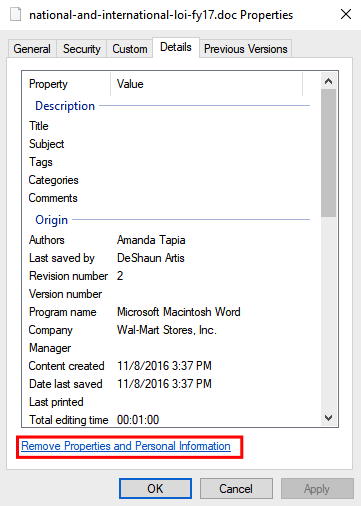 national-and-international-loi-fy17.doc Properties
General Security Custom Details Previous Versions
Property Value
Description
Title
Subject
Tags
Categories
Comments
Origin
Authors Amanda Tapia
Last saved by DeShaun Artis
Revision number 2
Version number
Program name Microsoft Macintosh Word
Company Wal-Mart Stores, Inc.
Manager
Content created 11/8/2016 3:37 PM
Date last saved 11/8/2016 3:37 PM
Last printed
Total editing time 00:01:00
Remove Properties and Personal Information
OK Cancel Apply